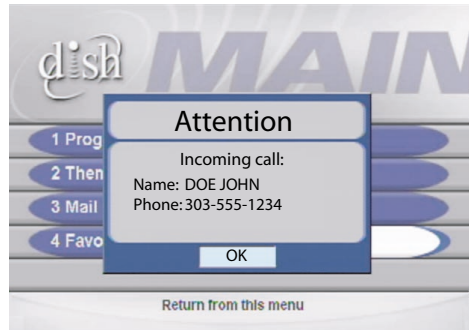 dish MAIN
Attention
1 Prog
Incoming call:
2 Them
Name: DOE JOHN
3 Mail
Phone: 303-555-1234
4 Favo
OK
Return from this menu